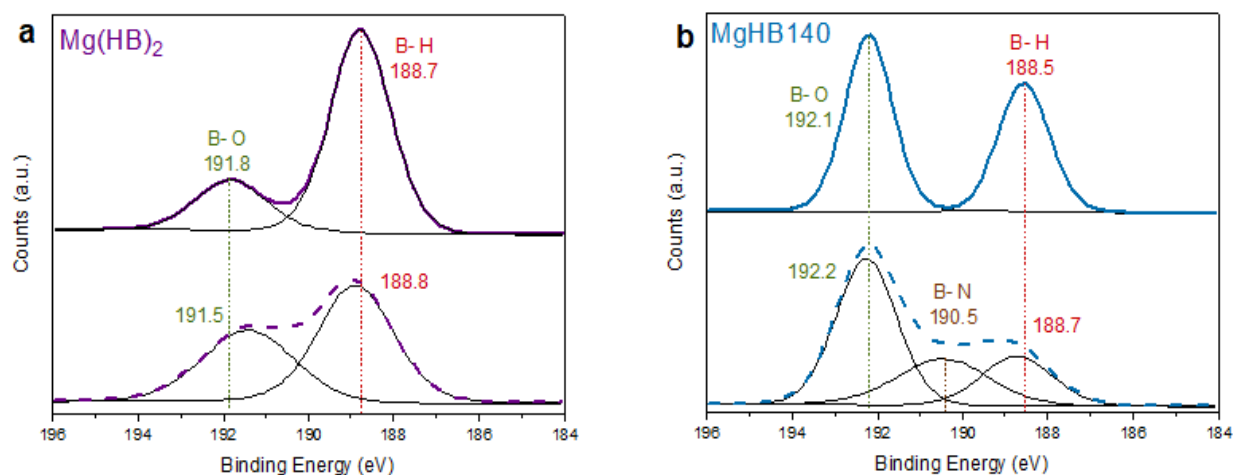 a
Mg(HB)2
B- H
188.7
B- O
191.8
191.5
188.8
Counts (a.u.)
196 194 192 190 188 186 184
Binding Energy (eV)
b
MgHB140
B- O
192.1
B- H
188.5
192.2
B- N
190.5
188.7
Counts (a.u.)
196 194 192 190 188 186 184
Binding Energy (eV)